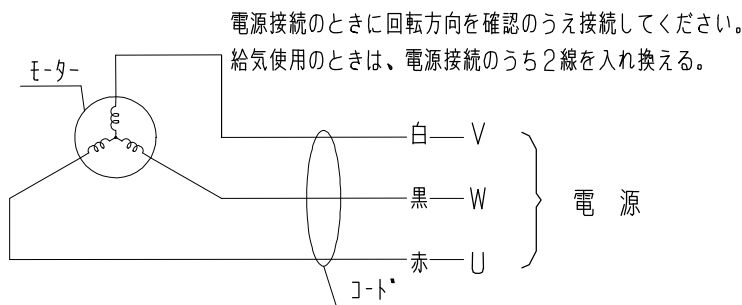 電源接続のときに回転方向を確認のうえ接続してください。
給気使用のときは、電源接続のうち2線を入れ換える。
モーター
白 V
黒 W
赤 U
電 源
コード